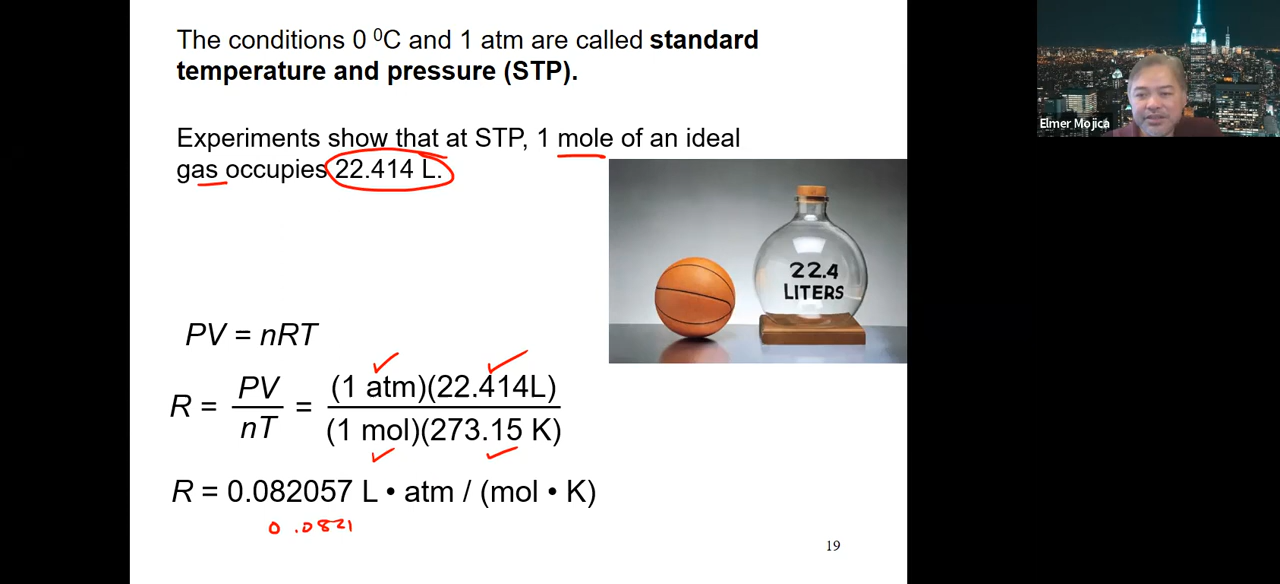 The conditions 0 ⁰C and 1 atm are called standard
temperature and pressure (STP).
Elmer Mojica
Experiments show that at STP, 1 mole of an ideal
gas occupies 22.414 L.
22.4
LITERS
PV = nRT
R = PV / nT = (1 atm)(22.414L) / (1 mol)(273.15 K)
R = 0.082057 L • atm / (mol • K)
0.0821
19